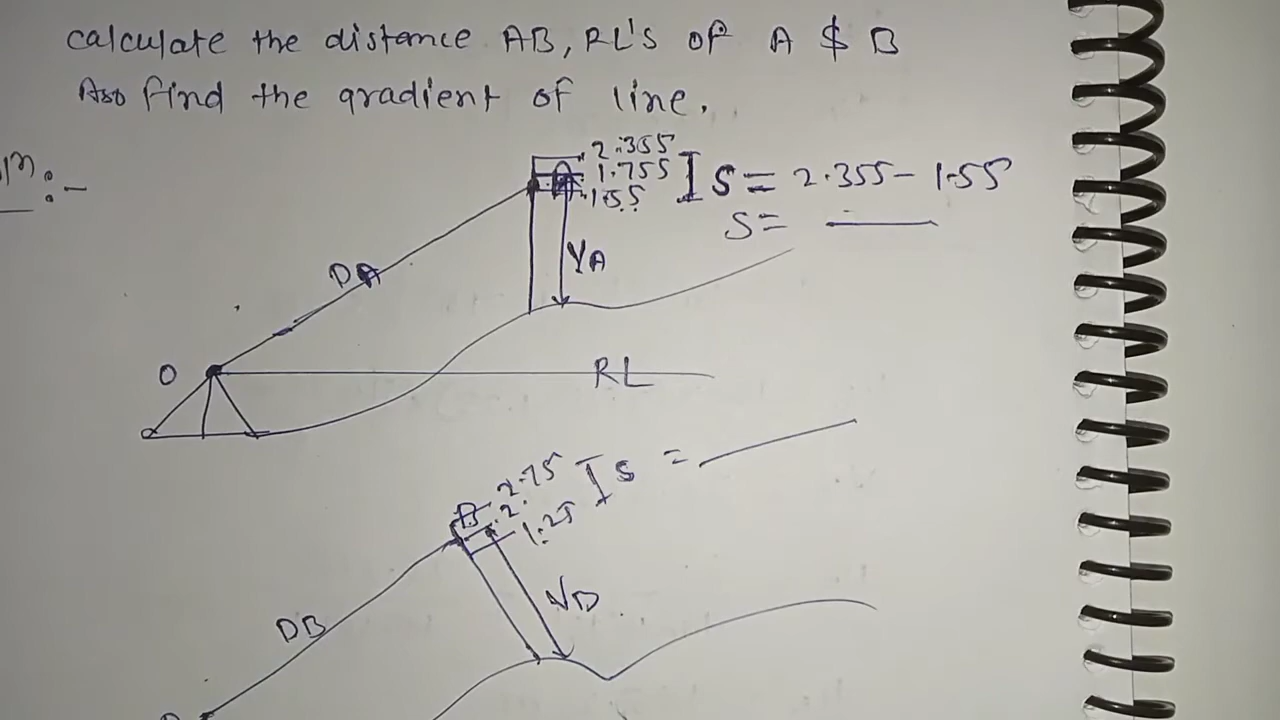 calculate the distance AB, RL's of A $ B
Also find the gradient of line.
:-
2.355
1.755
1.55
S = 2.355 - 1.55
S =
DA
VA
O
RL
B
2.75
2.
1.25
S =
VB
DB